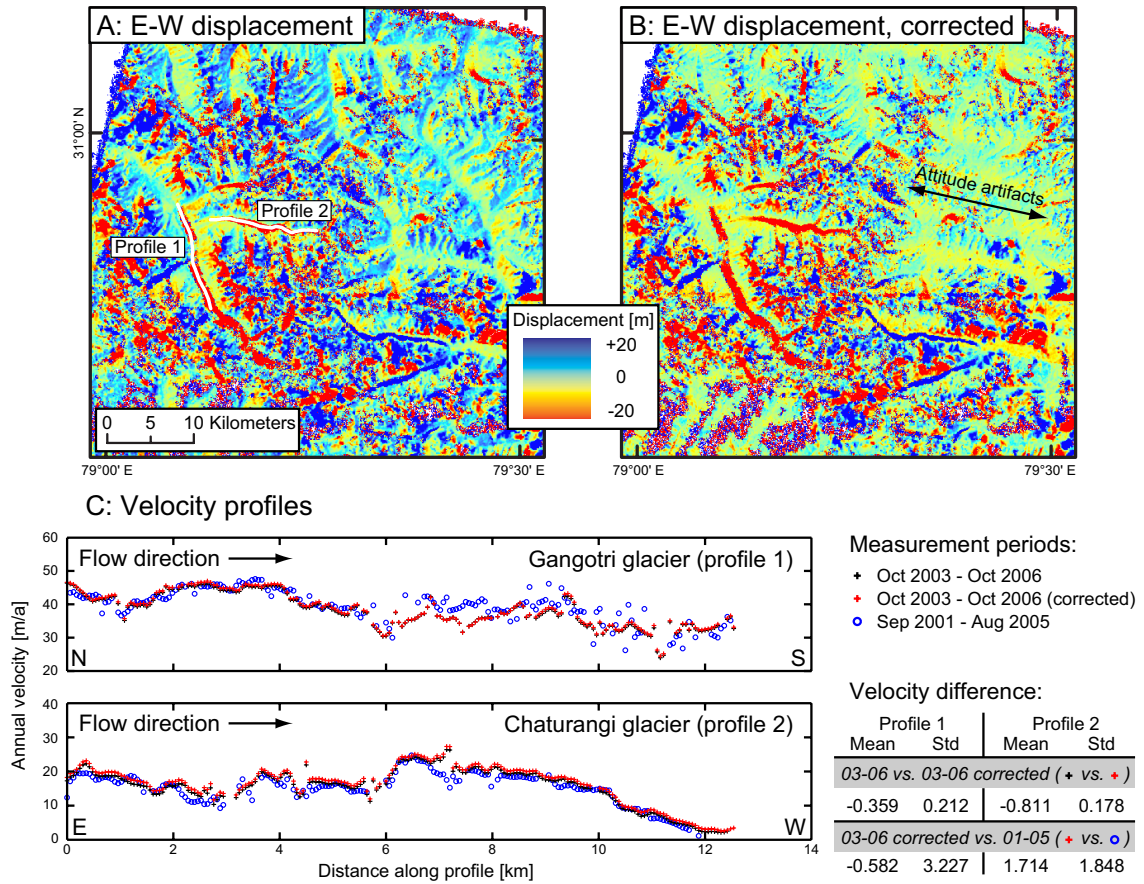 A: E-W displacement
B: E-W displacement, corrected
31°00' N
Profile 2
Profile 1
Attitude artifacts
Displacement [m]
+20
0
-20
0 5 10 Kilometers
79°00' E
79°30' E
79°00' E
79°30' E
C: Velocity profiles
Annual velocity [m/a]
60
50
40
30
20
Flow direction
Gangotri glacier (profile 1)
N
S
40
30
20
10
0
Flow direction
Chaturangi glacier (profile 2)
E
W
0 2 4 6 8 10 12 14
Distance along profile [km]
Measurement periods:
+ Oct 2003 - Oct 2006
+ Oct 2003 - Oct 2006 (corrected)
o Sep 2001 - Aug 2005
Velocity difference:
Profile 1 Profile 2
Mean Std Mean Std
03-06 vs. 03-06 corrected ( + vs. + )
-0.359 0.212 -0.811 0.178
03-06 corrected vs. 01-05 ( + vs. o )
-0.582 3.227 1.714 1.848